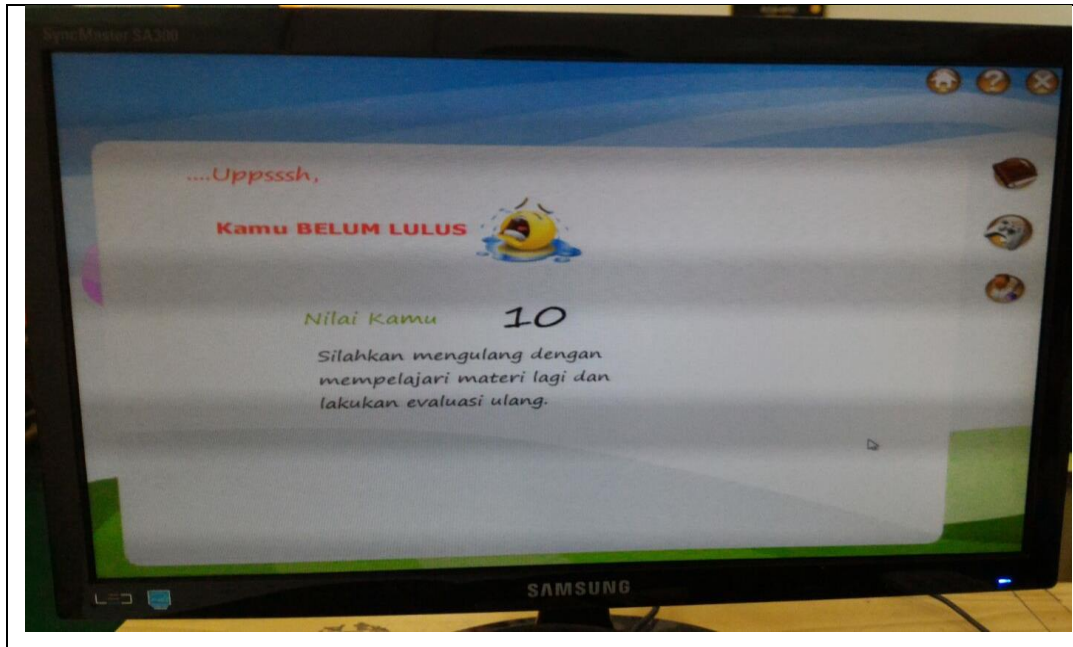 SyncMaster SA300
....Uppsssh,
Kamu BELUM LULUS
Nilai Kamu 10
Silahkan mengulang dengan
mempelajari materi lagi dan
lakukan evaluasi ulang.
SAMSUNG